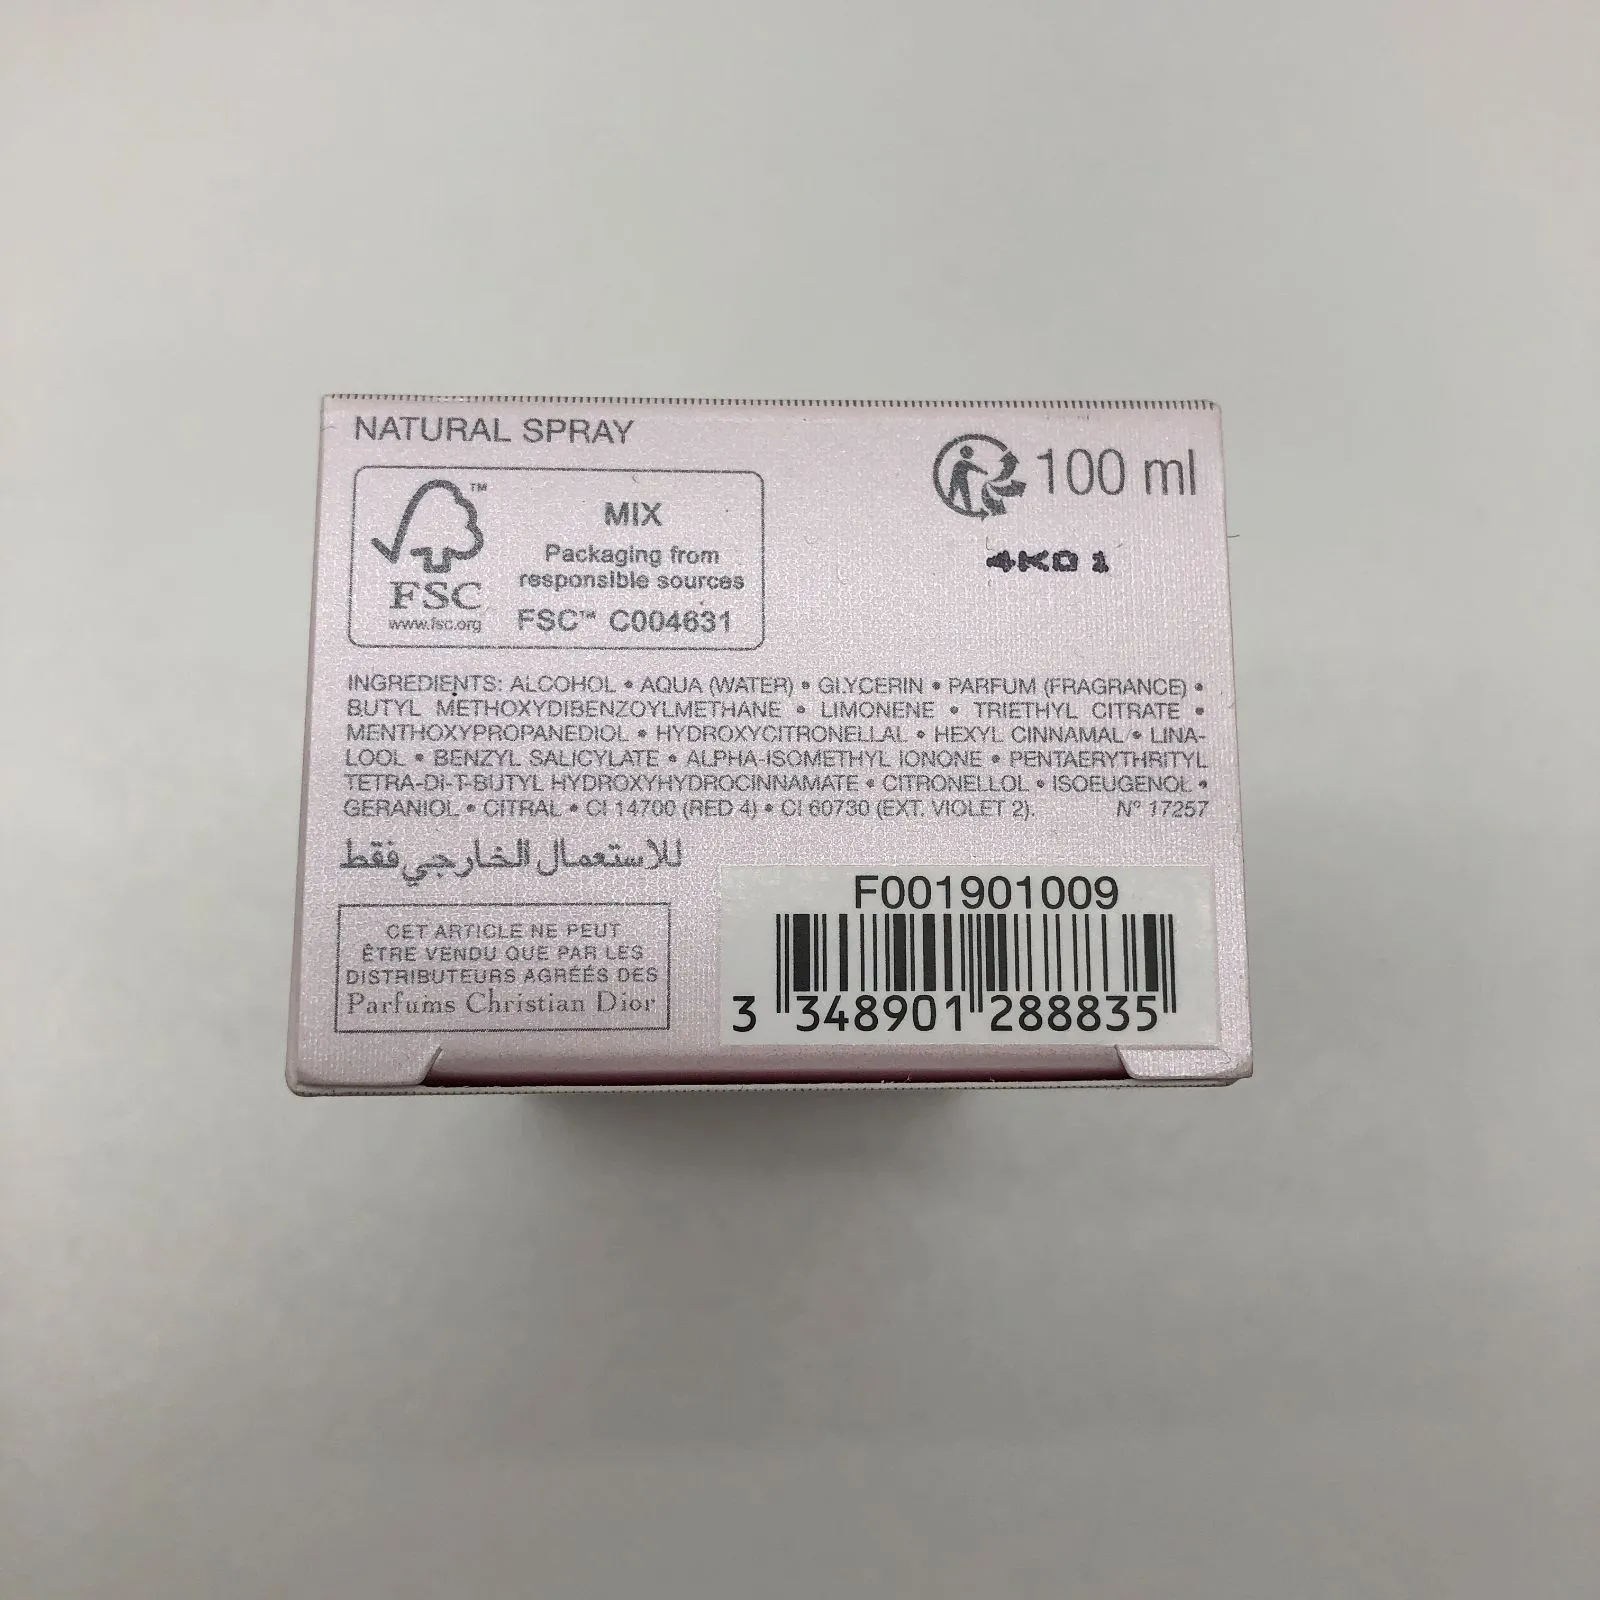 NATURAL SPRAY
100 ml
4K01
TM
FSC
www.fsc.org
MIX
Packaging from
responsible sources
FSC™ C004631
INGREDIENTS: ALCOHOL • AQUA (WATER) • GLYCERIN • PARFUM (FRAGRANCE) •
BUTYL METHOXYDIBENZOYLMETHANE • LIMONENE • TRIETHYL CITRATE •
MENTHOXYPROPANEDIOL • HYDROXYCITRONELLAL • HEXYL CINNAMAL • LINA-
LOOL • BENZYL SALICYLATE • ALPHA-ISOMETHYL IONONE • PENTAERYTHRITYL
TETRA-DI-T-BUTYL HYDROXYHYDROCINNAMATE • CITRONELLOL • ISOEUGENOL •
GERANIOL • CITRAL • CI 14700 (RED 4) • CI 60730 (EXT. VIOLET 2). N° 17257
للاستعمال الخارجي فقط
CET ARTICLE NE PEUT
ÊTRE VENDU QUE PAR LES
DISTRIBUTEURS AGRÉÉS DES
Parfums Christian Dior
F001901009
3 348901 288835